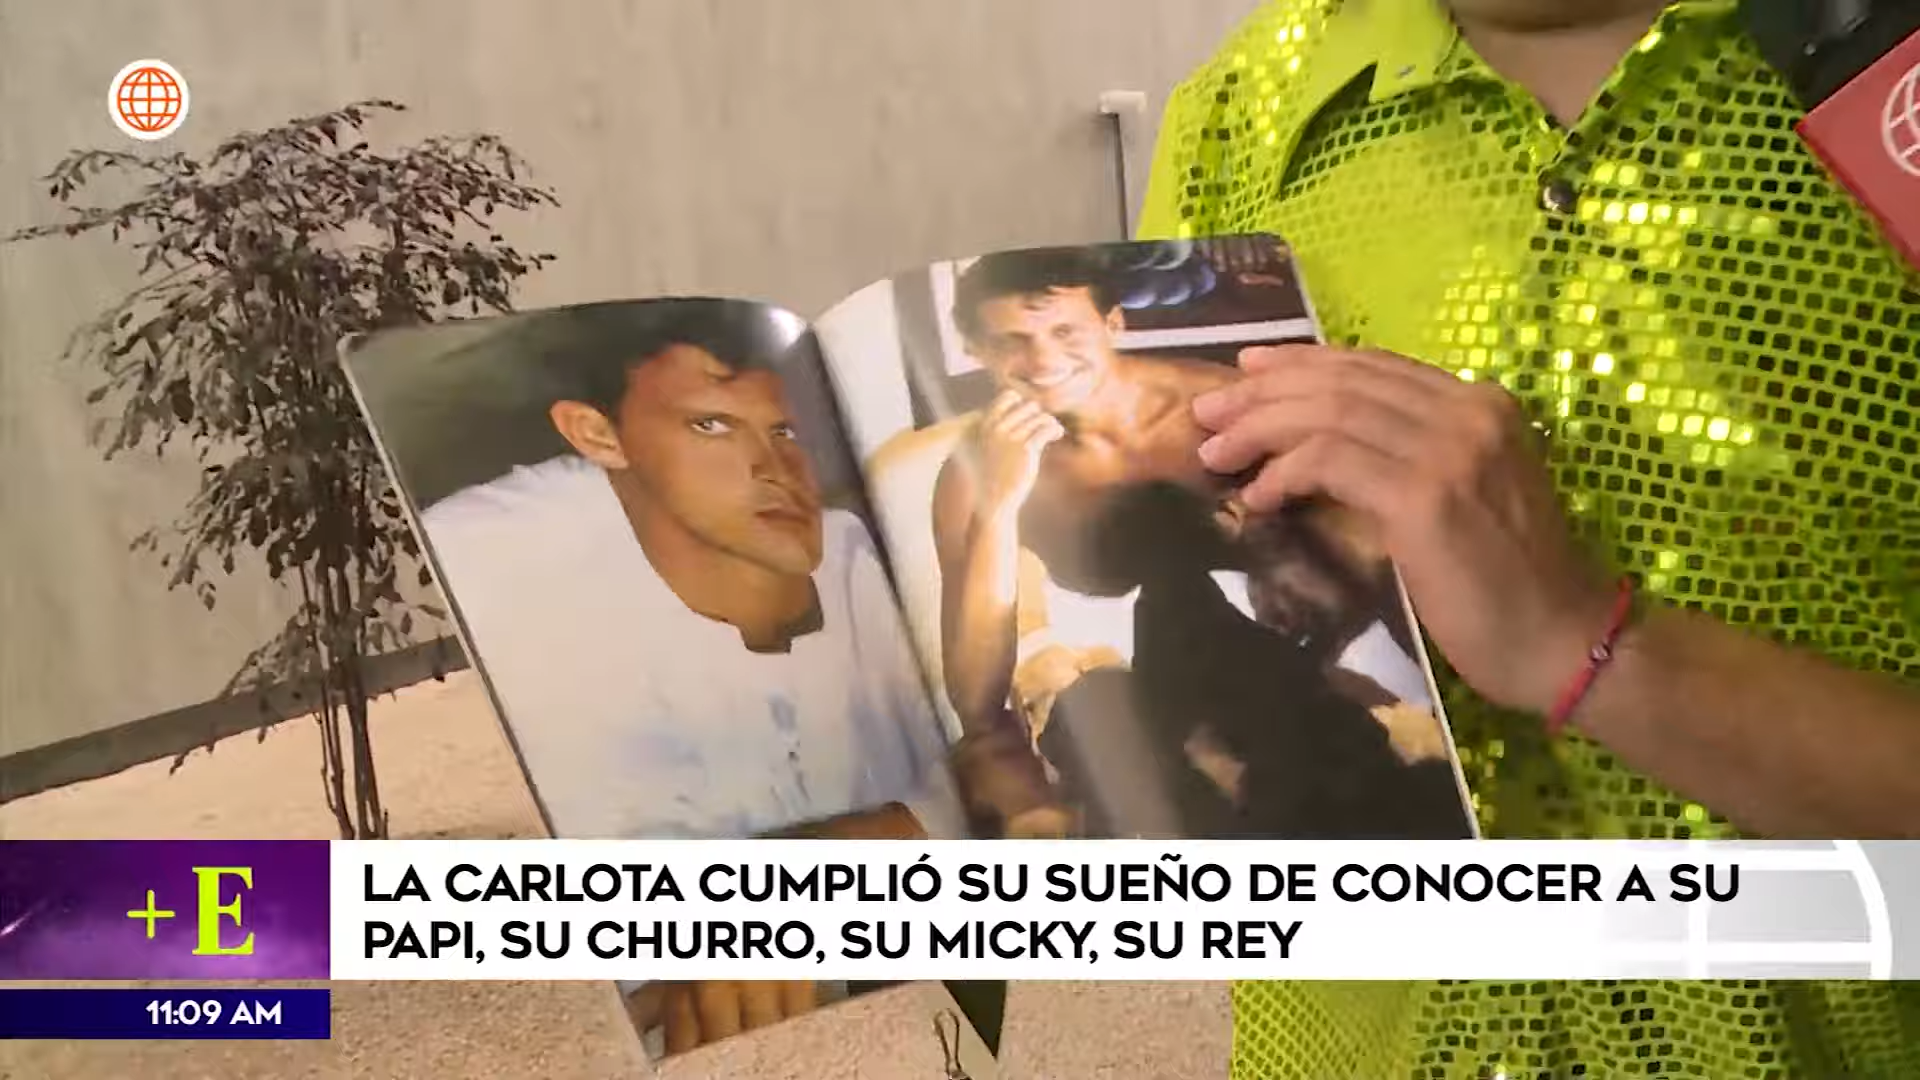 +E
LA CARLOTA CUMPLIÓ SU SUEÑO DE CONOCER A SU
PAPI, SU CHURRO, SU MICKY, SU REY
11:09 AM